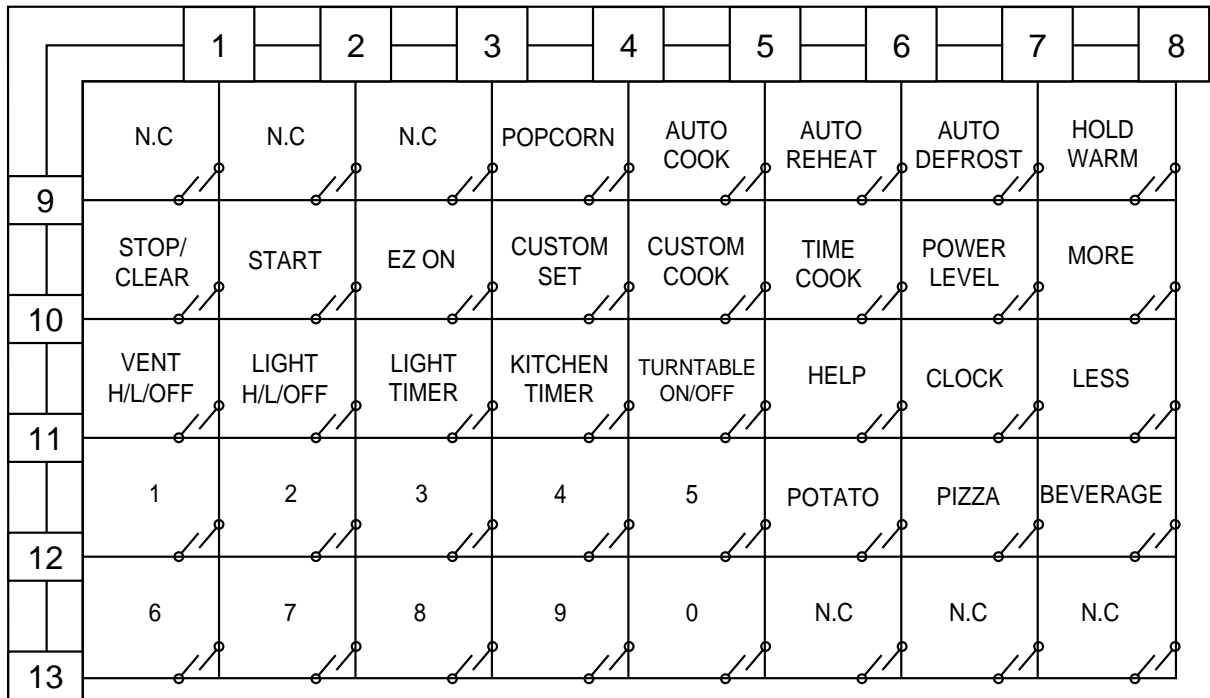 1 2 3 4 5 6 7 8
N.C N.C N.C POPCORN AUTO COOK AUTO REHEAT AUTO DEFROST HOLD WARM
9
STOP/ CLEAR START EZ ON CUSTOM SET CUSTOM COOK TIME COOK POWER LEVEL MORE
10
VENT H/L/OFF LIGHT H/L/OFF LIGHT TIMER KITCHEN TIMER TURNTABLE ON/OFF HELP CLOCK LESS
11
1 2 3 4 5 POTATO PIZZA BEVERAGE
12
6 7 8 9 0 N.C N.C N.C
13